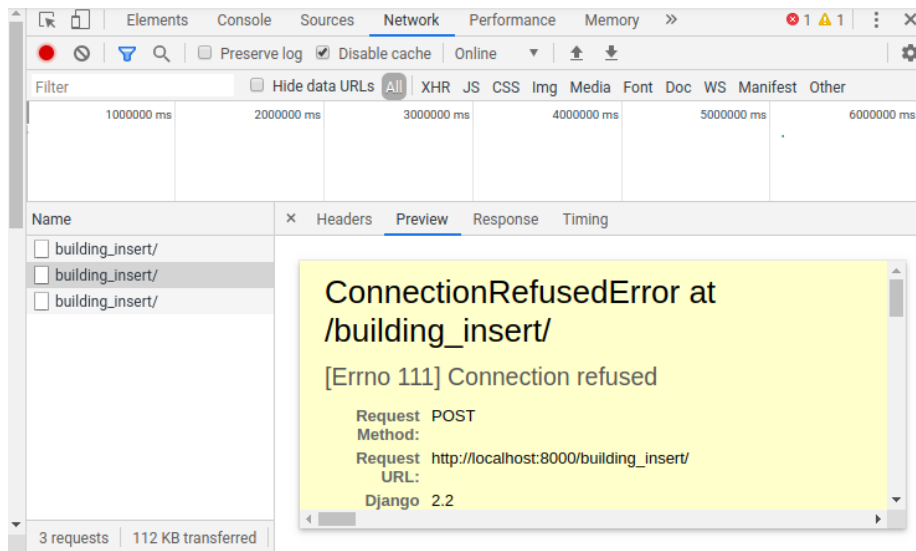 Elements Console Sources Network Performance Memory » 1 1
Preserve log Disable cache Online
Filter Hide data URLs All XHR JS CSS Img Media Font Doc WS Manifest Other
1000000 ms 2000000 ms 3000000 ms 4000000 ms 5000000 ms 6000000 ms
Name × Headers Preview Response Timing
building_insert/
building_insert/
building_insert/
ConnectionRefusedError at
/building_insert/
[Errno 111] Connection refused
Request POST
Method:
Request http://localhost:8000/building_insert/
URL:
Django 2.2
3 requests 112 KB transferred